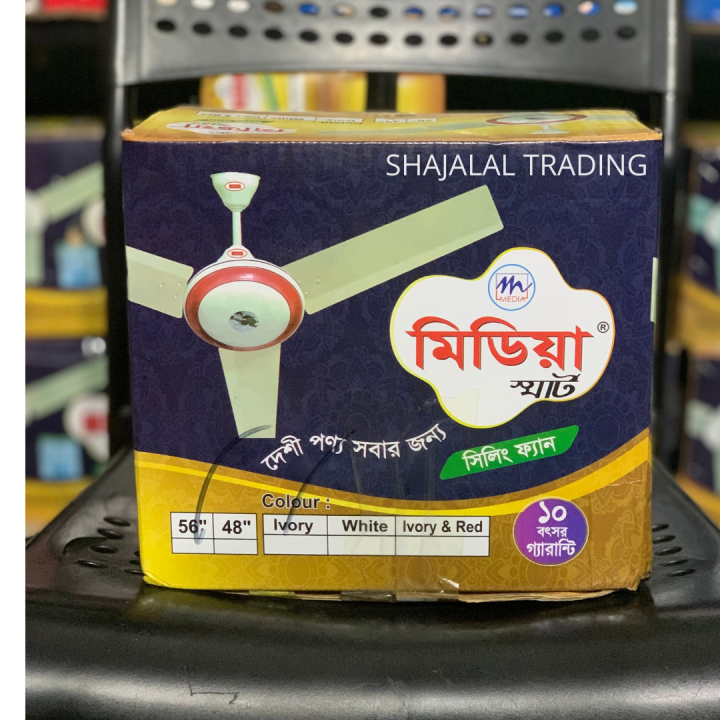 SHAJALAL TRADING
m
MEDIA
মিডিয়া ®
স্মার্ট
দেশী পণ্য সবার জন্য
সিলিং ফ্যান
Colour :
56" 48" Ivory White Ivory & Red
১০
বৎসর
গ্যারান্টি